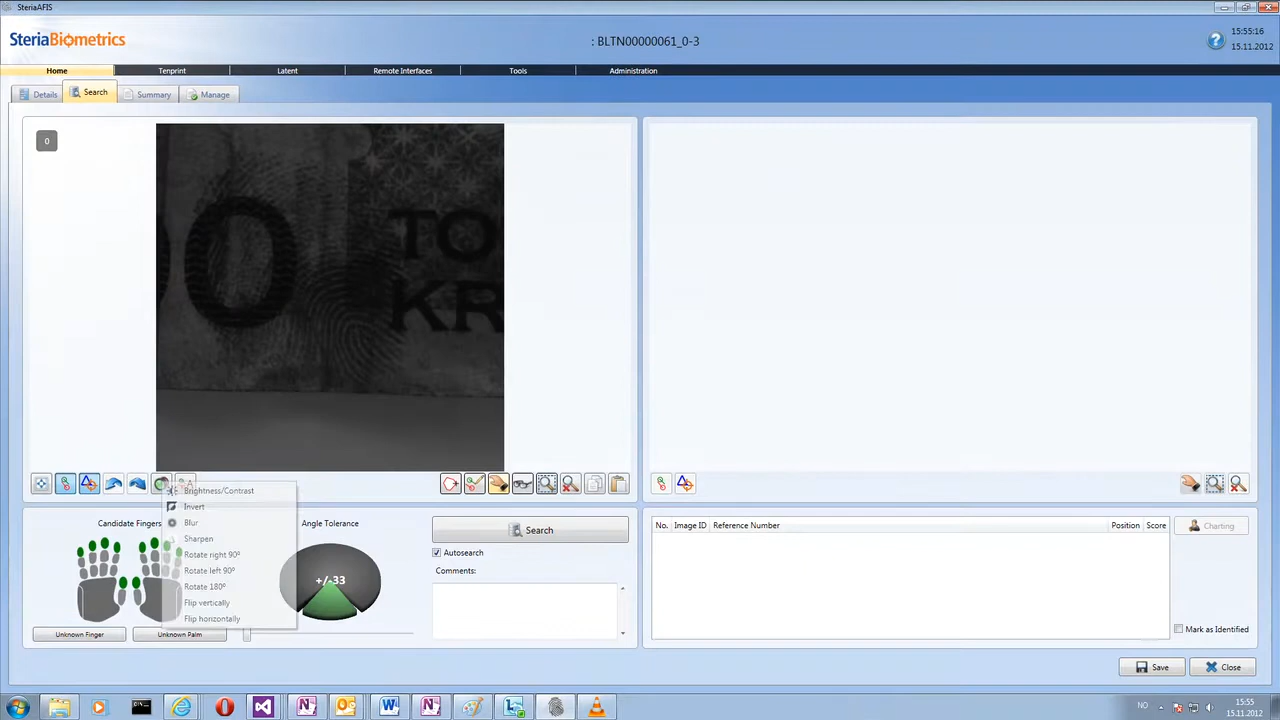 SteriaAFIS
SteriaBiometrics
: BLTN00000061_0-3
?
15:55:16
15.11.2012
Home
Tenprint
Latent
Remote Interfaces
Tools
Administration
Details
Search
Summary
Manage
0
0
TO
KR
Brightness/Contrast
Invert
Blur
Sharpen
Rotate right 90º
Rotate left 90º
Rotate 180º
Flip vertically
Flip horizontally
Candidate Fingers
Angle Tolerance
+/-33
Unknown Finger
Unknown Palm
Search
Autosearch
Comments:
No. Image ID Reference Number Position Score
Charting
Mark as Identified
Save
Close
NO
15:55
15.11.2012